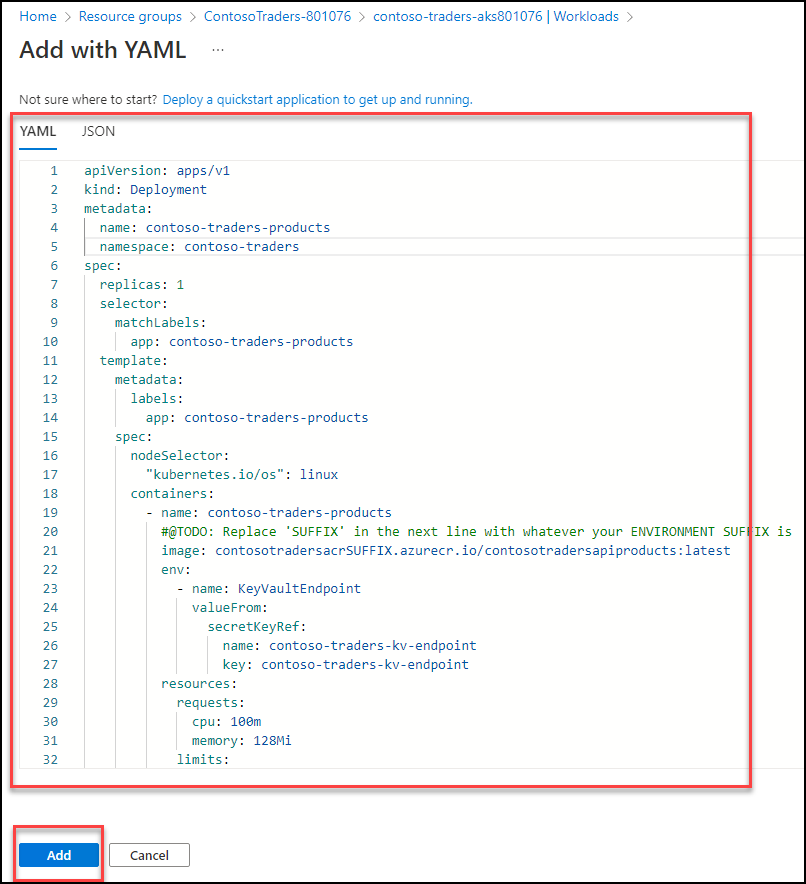 Home > Resource groups > ContosoTraders-801076 > contoso-traders-aks801076 | Workloads >
Add with YAML ...
Not sure where to start? Deploy a quickstart application to get up and running.
YAML JSON
1 apiVersion: apps/v1
2 kind: Deployment
3 metadata:
4 name: contoso-traders-products
5 namespace: contoso-traders
6 spec:
7 replicas: 1
8 selector:
9 matchLabels:
10 app: contoso-traders-products
11 template:
12 metadata:
13 labels:
14 app: contoso-traders-products
15 spec:
16 nodeSelector:
17 "kubernetes.io/os": linux
18 containers:
19 - name: contoso-traders-products
20 #@TODO: Replace 'SUFFIX' in the next line with whatever your ENVIRONMENT SUFFIX is
21 image: contosotradersacrSUFFIX.azurecr.io/contosotradersapiproducts:latest
22 env:
23 - name: KeyVaultEndpoint
24 valueFrom:
25 secretKeyRef:
26 name: contoso-traders-kv-endpoint
27 key: contoso-traders-kv-endpoint
28 resources:
29 requests:
30 cpu: 100m
31 memory: 128Mi
32 limits:
Add Cancel